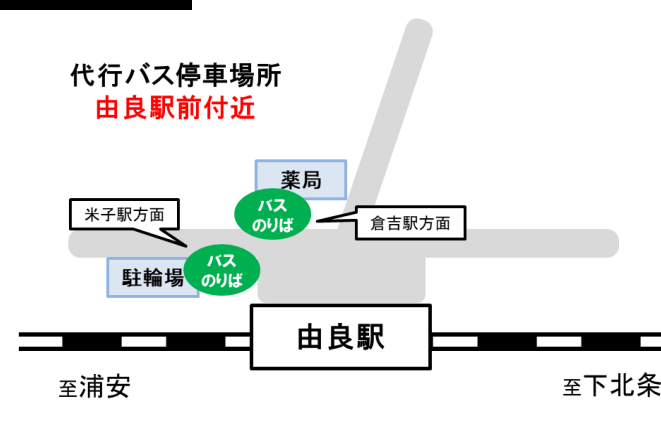 代行バス停車場所
由良駅前付近
薬局
バス
のりば
米子駅方面
倉吉駅方面
バス
のりば
駐輪場
由良駅
至浦安
至下北条